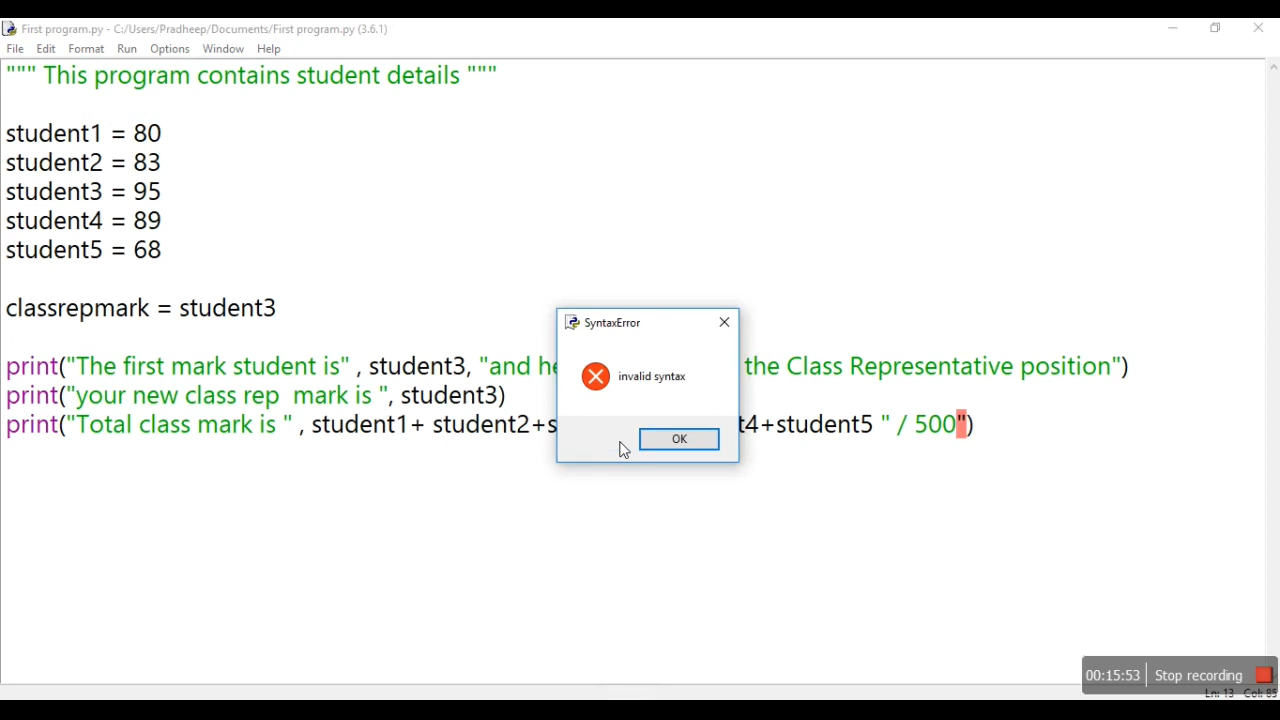 First program.py - C:/Users/Pradheep/Documents/First program.py (3.6.1)
File Edit Format Run Options Window Help
""" This program contains student details """
student1 = 80
student2 = 83
student3 = 95
student4 = 89
student5 = 68
classrepmark = student3
print("The first mark student is" , student3, "and he the Class Representative position")
print("your new class rep  mark is ", student3)
print("Total class mark is " , student1+ student2+s t4+student5 " / 500")
SyntaxError
invalid syntax
OK
00:15:53 Stop recording
Ln: 13 Col: 85